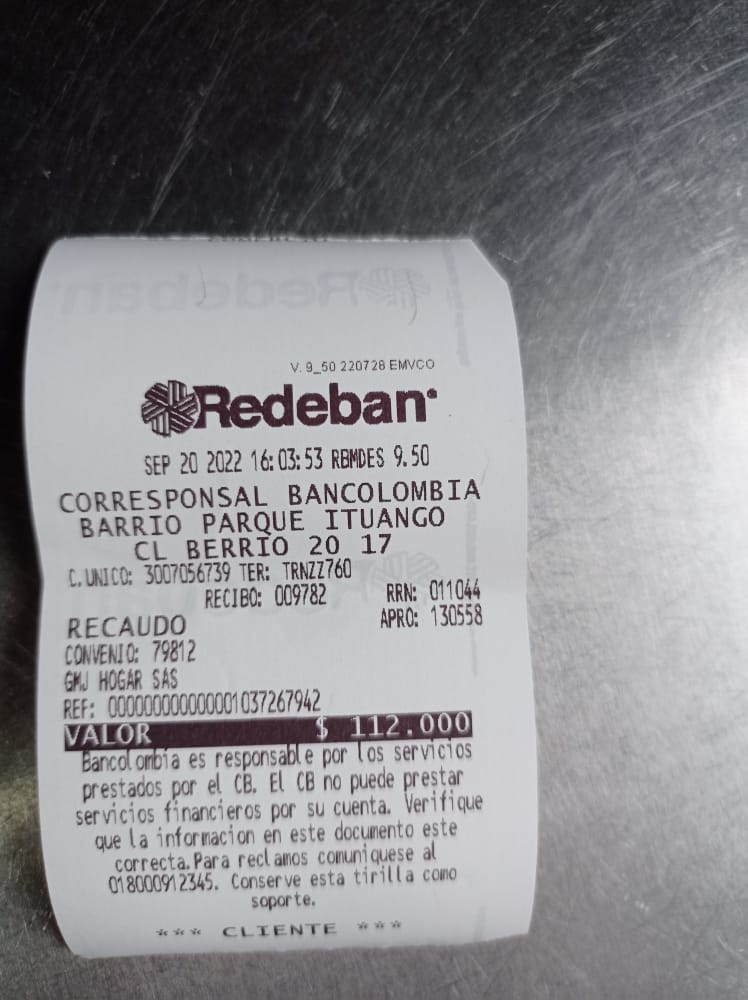 V. 9_50 220728 EMVCO
Redeban
SEP 20 2022 16:03:53 RBMDES 9.50
CORRESPONSAL BANCOLOMBIA
BARRIO PARQUE ITUANGO
CL BERRIO 20 17
C. UNICO: 3007056739 TER: TRNZZ760
RECIBO: 009782 RRN: 011044
RECAUDO APRO: 130558
CONVENIO: 79812
GMJ HOGAR SAS
REF: 0000000000000001037267942
VALOR $ 112.000
Bancolombia es responsable por los servicios
prestados por el CB. El CB no puede prestar
servicios financieros por su cuenta. Verifique
que la informacion en este documento este
correcta. Para reclamos comuniquese al
018000912345. Conserve esta tirilla como
soporte.
*** CLIENTE ***